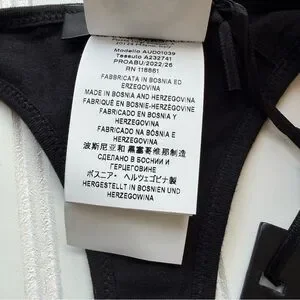 Modello AUD01039
Tessuto A232741
PROABU/2022/26
RN 118861
FABBRICATA IN BOSNIA ED
ERZEGOVINA
MADE IN BOSNIA AND HERZEGOVINA
FABRIQUÉ EN BOSNIE-HERZÉGOVINE
FABRICADO EN BOSNIA Y
HERZEGOVINA
FABRICADO NA BÓSNIA E
HERZEGOVINA
波斯尼亚和 黑塞哥维那制造
СДЕЛАНО В БОСНИИ И
ГЕРЦЕГОВИНЕ
ボスニア・ ヘルツェゴビナ製
HERGESTELLT IN BOSNIEN UND
HERZEGOWINA